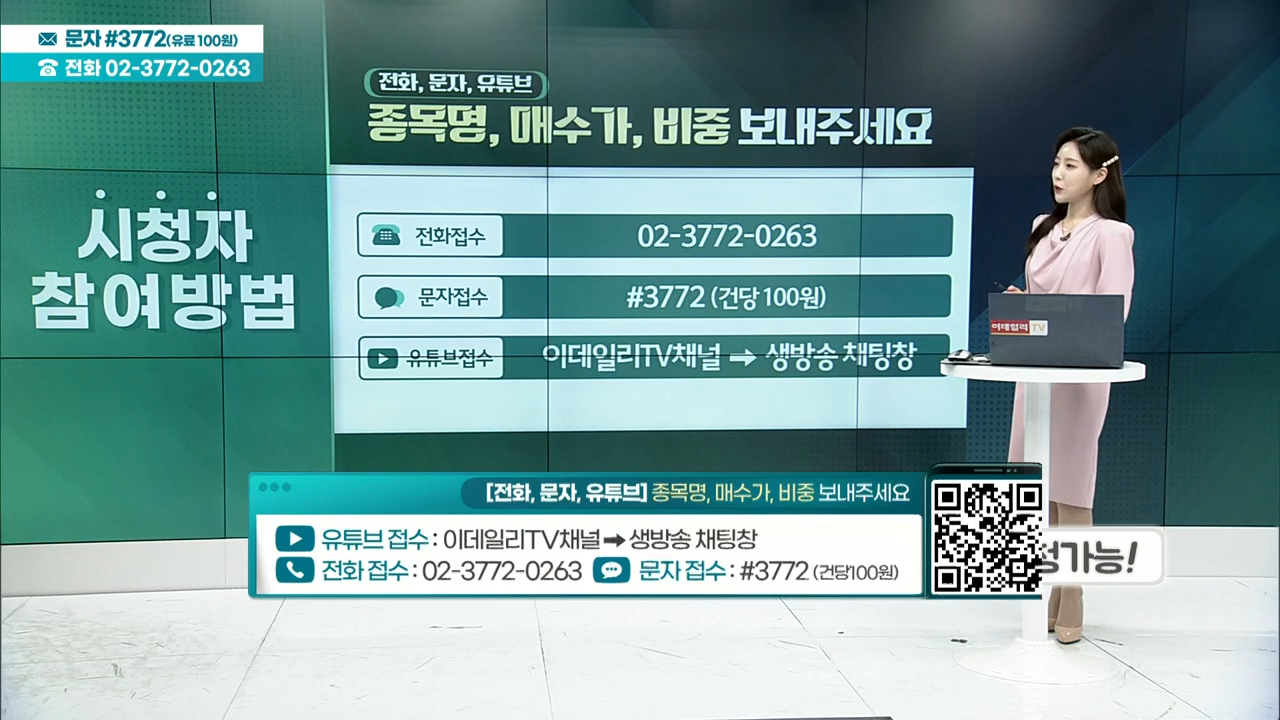 문자 #3772(유료 100원)
전화 02-3772-0263
전화, 문자, 유튜브
종목명, 매수가, 비중 보내주세요
시청자
참여방법
전화접수 02-3772-0263
문자접수 #3772 (건당 100원)
유튜브접수 이데일리TV채널 ➡ 생방송 채팅창
이데일리 TV
[전화, 문자, 유튜브] 종목명, 매수가, 비중 보내주세요
유튜브 접수 : 이데일리TV채널➡생방송 채팅창
전화 접수 : 02-3772-0263 문자 접수 : #3772 (건당100원)
정가능!